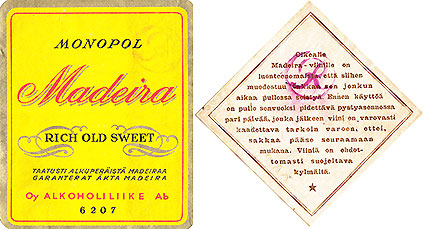 MONOPOL
Madeira
RICH OLD SWEET
TAATUSTI ALKUPERÄISTÄ MADEIRAA
GARANTERAT ÄKTA MADEIRA
Oy ALKOHOLILIIKE Ab
6207
Oikealle
Madeira-viinille on
luonteenomaista, että siihen
muodostuu sakkaa sen jonkun
aikaa pullossa seistyä. Ennen käyttöä
on pullo senvuoksi pidettävä pystyasennossa
pari päivää, jonka jälkeen viini on varovasti
kaadettava tarkoin varoen, ettei
sakkaa pääse seuraamaan
mukana. Viiniä on ehdot-
tomasti suojeltava
kylmältä.